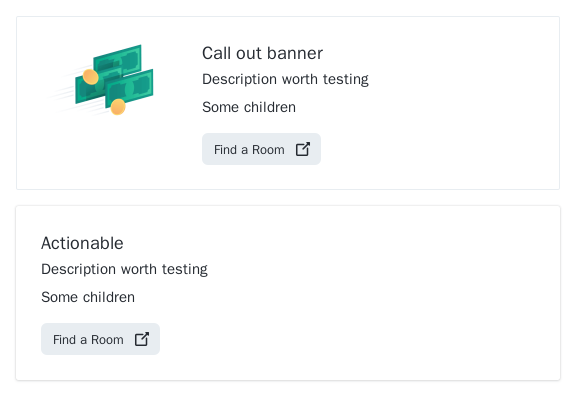 Call out banner
Description worth testing
Some children
Find a Room
Actionable
Description worth testing
Some children
Find a Room